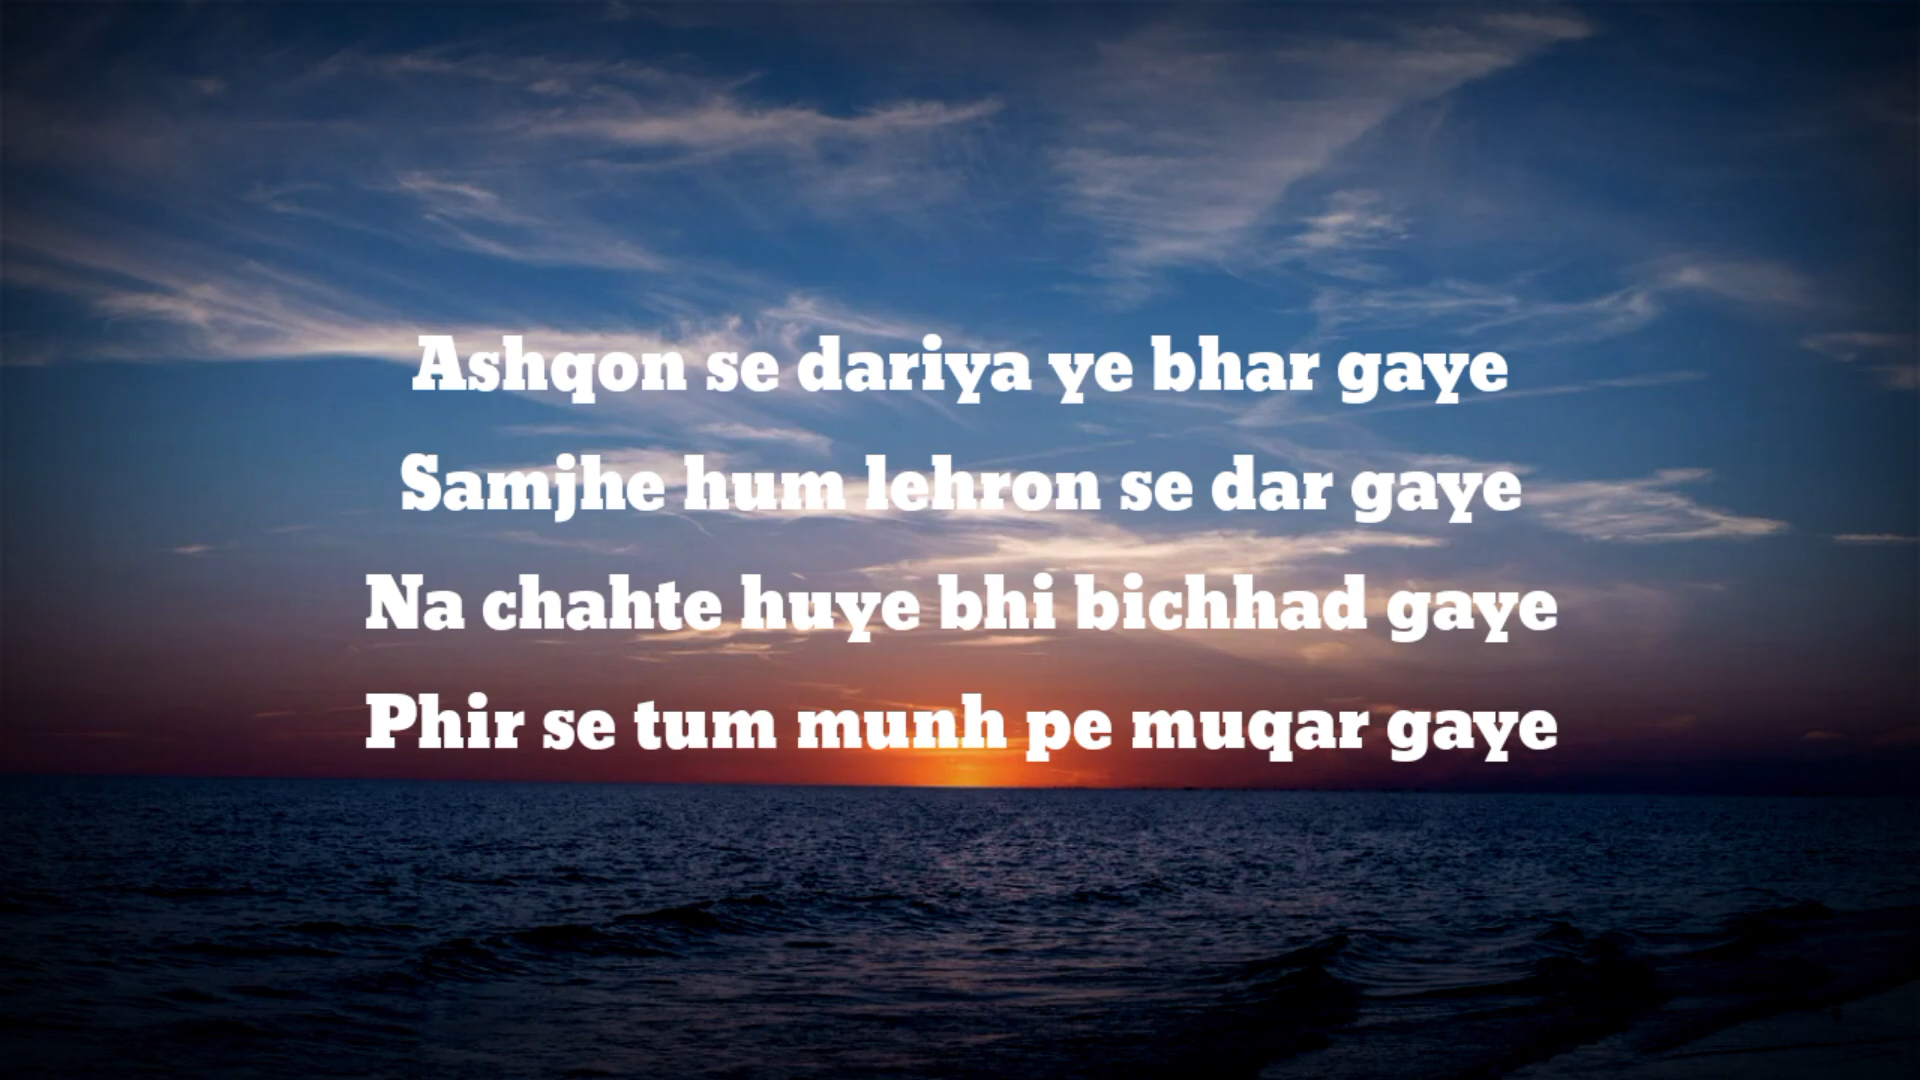 Ashqon se dariya ye bhar gaye
Samjhe hum lehron se dar gaye
Na chahte huye bhi bichhad gaye
Phir se tum munh pe muqar gaye